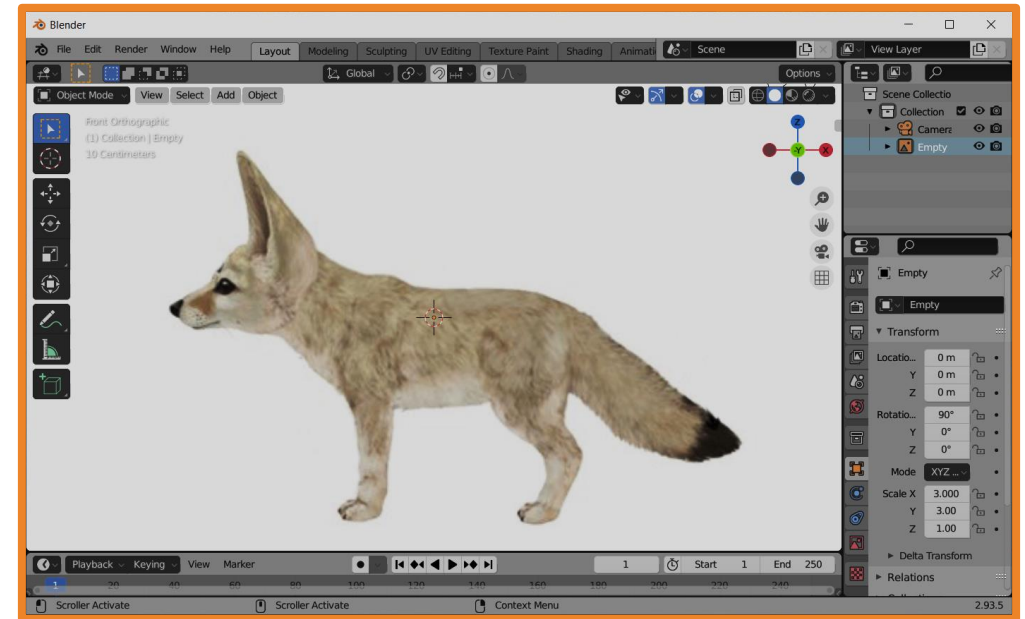 Blender
File Edit Render Window Help Layout Modeling Sculpting UV Editing Texture Paint Shading Animati Scene View Layer
Global Options
Object Mode View Select Add Object
Front Orthographic
(1) Collection | Empty
10 Centimeters
Z
-Y X
Scene Collectio
Collection
Camera
Empty
Empty
Empty
Transform
Locatio... 0 m
Y 0 m
Z 0 m
Rotatio... 90°
Y 0°
Z 0°
Mode XYZ ...
Scale X 3.000
Y 3.00
Z 1.00
Delta Transform
Relations
Playback Keying View Marker 1 Start 1 End 250
1 20 40 60 80 100 120 140 160 180 200 220 240
Scroller Activate Scroller Activate Context Menu 2.93.5